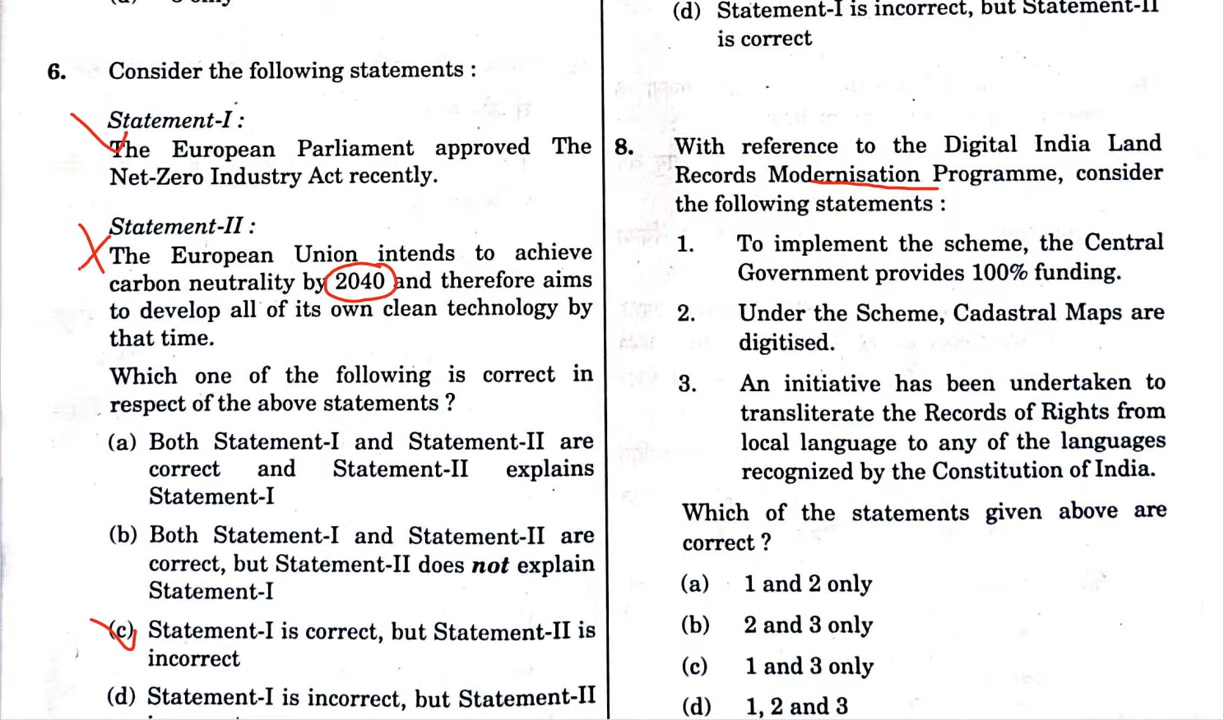 6. Consider the following statements :
Statement-I :
The European Parliament approved The
Net-Zero Industry Act recently.
Statement-II :
The European Union intends to achieve
carbon neutrality by 2040 and therefore aims
to develop all of its own clean technology by
that time.
Which one of the following is correct in
respect of the above statements ?
(a) Both Statement-I and Statement-II are
correct and Statement-II explains
Statement-I
(b) Both Statement-I and Statement-II are
correct, but Statement-II does not explain
Statement-I
(c) Statement-I is correct, but Statement-II is
incorrect
(d) Statement-I is incorrect, but Statement-II
(d) Statement-I is incorrect, but Statement-II
is correct
8. With reference to the Digital India Land
Records Modernisation Programme, consider
the following statements :
1. To implement the scheme, the Central
Government provides 100% funding.
2. Under the Scheme, Cadastral Maps are
digitised.
3. An initiative has been undertaken to
transliterate the Records of Rights from
local language to any of the languages
recognized by the Constitution of India.
Which of the statements given above are
correct ?
(a) 1 and 2 only
(b) 2 and 3 only
(c) 1 and 3 only
(d) 1, 2 and 3